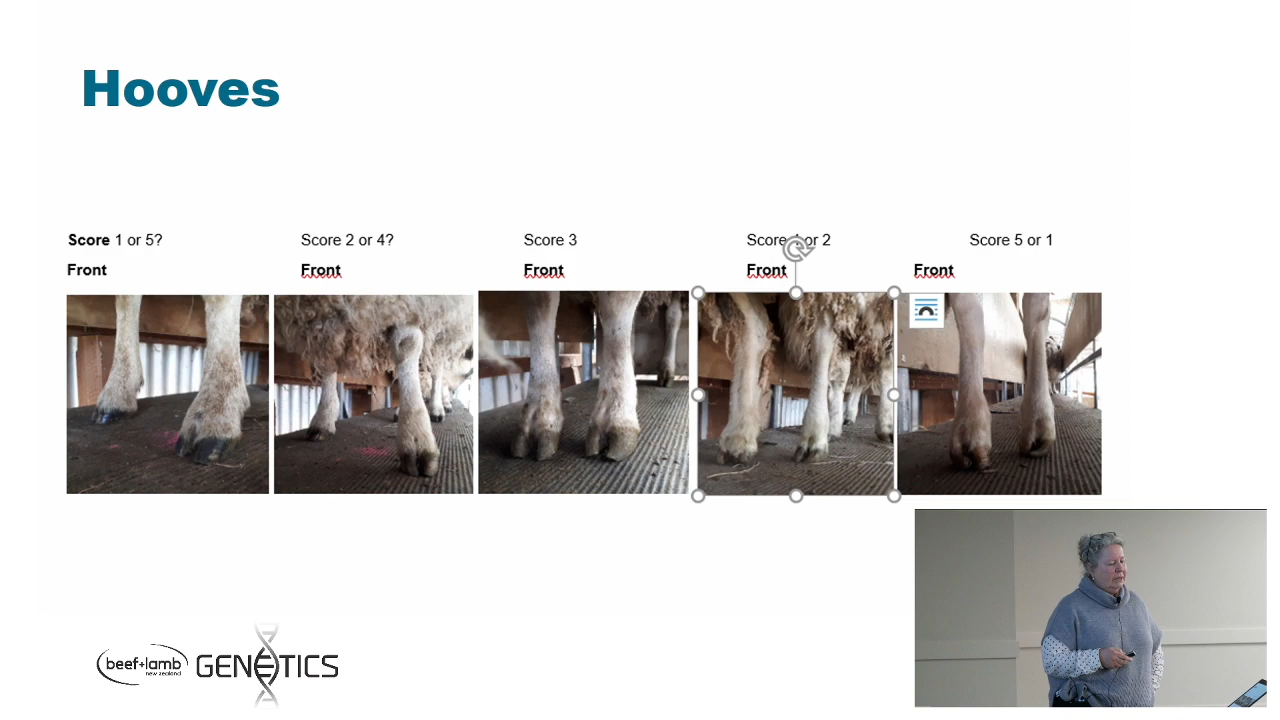 Hooves
Score 1 or 5?
Score 2 or 4?
Score 3
Score 4 or 2
Score 5 or 1
Front
Front
Front
Front
Front
beef+lamb
new zealand
GENETICS